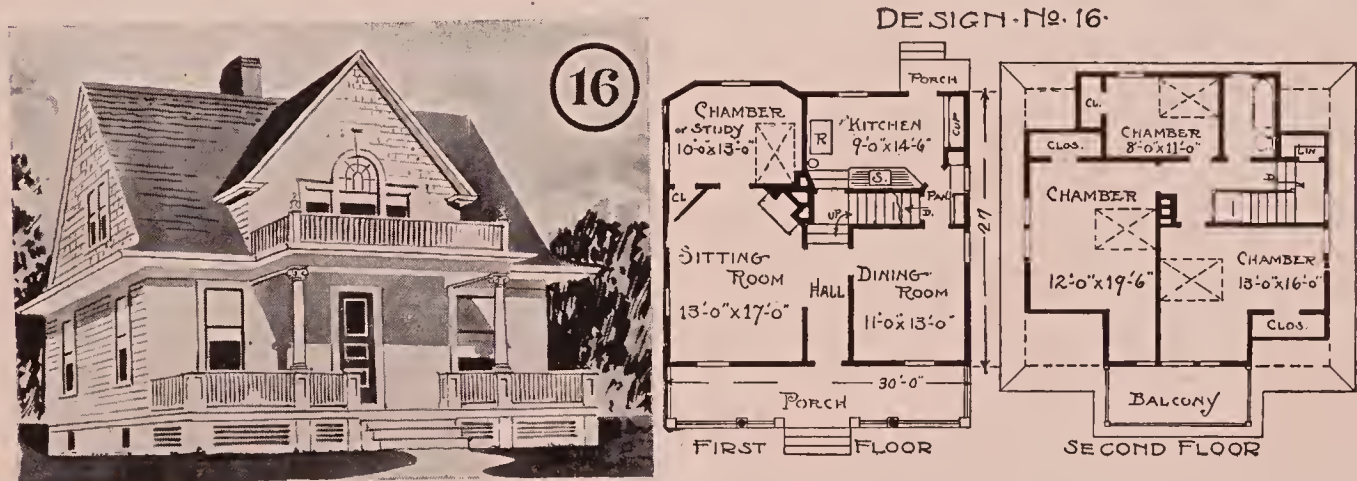 DESIGN·No. 16·
16
PORCH
CHAMBER
or STUDY
10'-0"x13'-0"
R
KITCHEN
9'-0"x14'-6"
CUP
S.
CL
PAN.
UP
D.
SITTING
ROOM
13'-0"x17'-0"
HALL
DINING
ROOM
11'-0"x13'-0"
27
30'-0"
PORCH
FIRST FLOOR
CL.
CHAMBER
8'-0"x11'-0"
CLOS.
LIN
D.
CHAMBER
12'-0"x19'-6"
CHAMBER
13'-0"x16'-0"
CLOS.
BALCONY
SECOND FLOOR